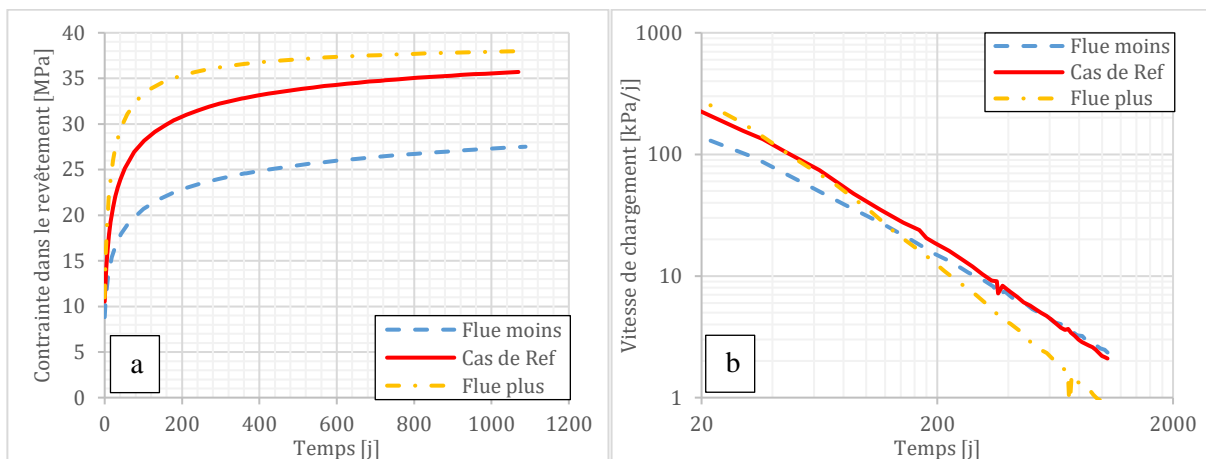 Contrainte dans le revêtement [MPa]
40
35
30
25
20
15
10
5
0
a
Flue moins
Cas de Ref
Flue plus
0 200 400 600 800 1000 1200
Temps [j]
Vitesse de chargement [kPa/j]
1000
100
10
1
Flue moins
Cas de Ref
Flue plus
b
20 200 2000
Temps [j]